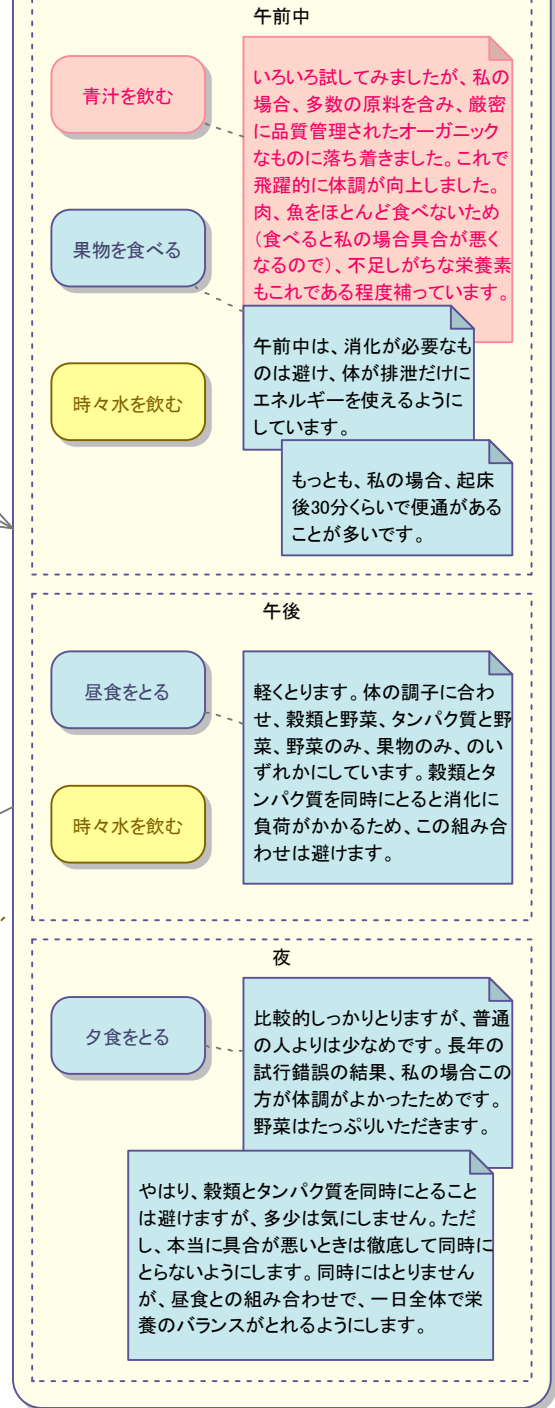 午前中
青汁を飲む
いろいろ試してみましたが、私の
場合、多数の原料を含み、厳密
に品質管理されたオーガニック
なものに落ち着きました。これで
飛躍的に体調が向上しました。
肉、魚をほとんど食べないため
（食べると私の場合具合が悪く
なるので）、不足しがちな栄養素
もこれである程度補っています。
果物を食べる
午前中は、消化が必要なも
のは避け、体が排泄だけに
エネルギーを使えるように
しています。
もっとも、私の場合、起床
後30分くらいで便通がある
ことが多いです。
時々水を飲む
午後
昼食をとる
軽くとります。体の調子に合わ
せ、穀類と野菜、タンパク質と野
菜、野菜のみ、果物のみ、のい
ずれかにしています。穀類とタ
ンパク質を同時にとると消化に
負荷がかかるため、この組み合
わせは避けます。
時々水を飲む
夜
夕食をとる
比較的しっかりとりますが、普通
の人よりは少なめです。長年の
試行錯誤の結果、私の場合この
方が体調がよかったためです。
野菜はたっぷりいただきます。
やはり、穀類とタンパク質を同時にとること
は避けますが、多少は気にしません。ただ
し、本当に具合が悪いときは徹底して同時に
とらないようにします。同時にはとりません
が、昼食との組み合わせで、一日全体で栄
養のバランスがとれるようにします。